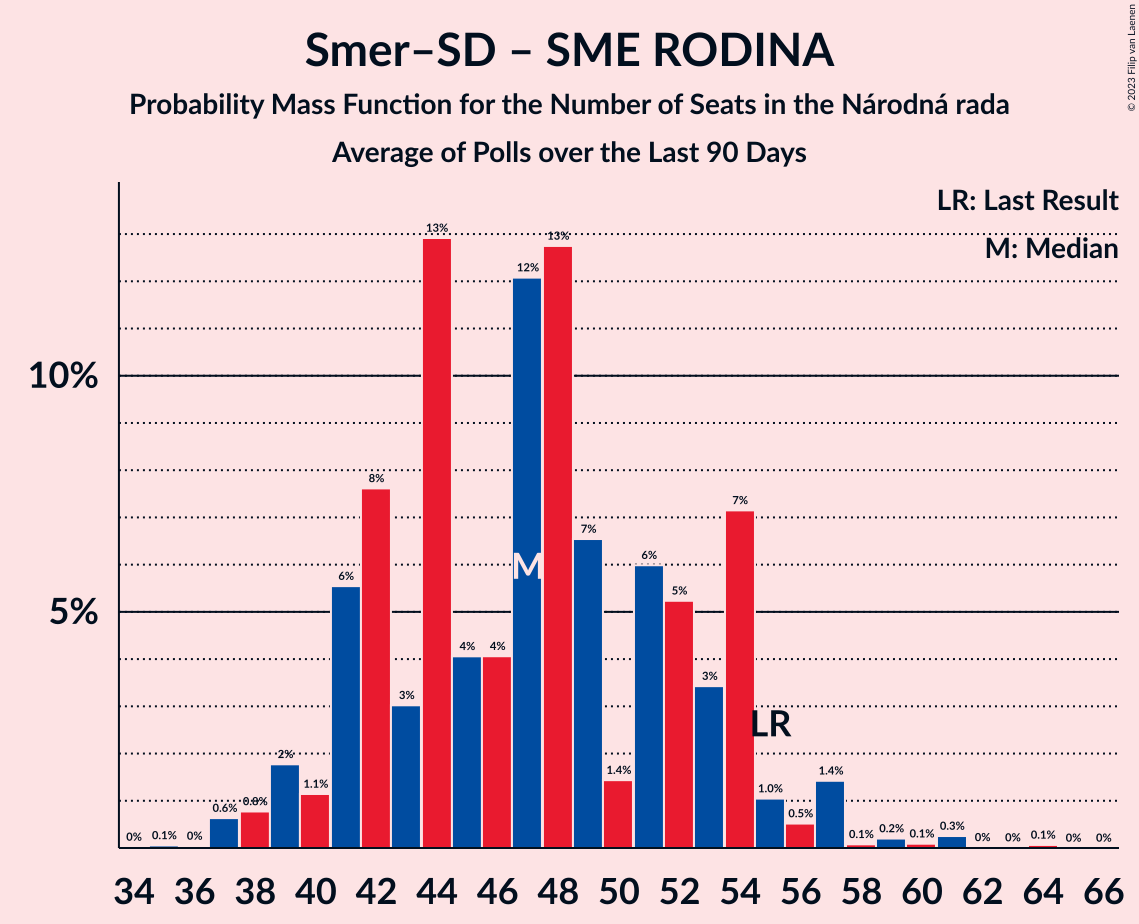 Smer–SD – SME RODINA
Probability Mass Function for the Number of Seats in the Národná rada
Average of Polls over the Last 90 Days
© 2023 Filip van Laenen
LR: Last Result
M: Median
10%
5%
0% 0.1% 0% 0.6% 0.8% 2% 1.1% 6% 8% 3% 13% 4% 4% 12% 13% 7% 1.4% 6% 5% 3% 7% 1.0% 0.5% 1.4% 0.1% 0.2% 0.1% 0.3% 0% 0% 0.1% 0% 0%
M
LR
34 36 38 40 42 44 46 48 50 52 54 56 58 60 62 64 66